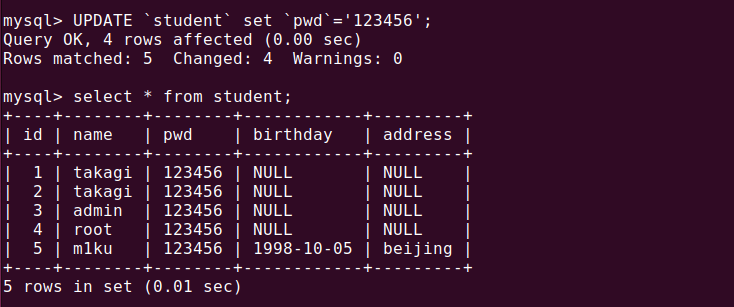 mysql> UPDATE `student` set `pwd`='123456';
Query OK, 4 rows affected (0.00 sec)
Rows matched: 5  Changed: 4  Warnings: 0

mysql> select * from student;
+----+--------+--------+------------+---------+
| id | name   | pwd    | birthday   | address |
+----+--------+--------+------------+---------+
|  1 | takagi | 123456 | NULL       | NULL    |
|  2 | takagi | 123456 | NULL       | NULL    |
|  3 | admin  | 123456 | NULL       | NULL    |
|  4 | root   | 123456 | NULL       | NULL    |
|  5 | m1ku   | 123456 | 1998-10-05 | beijing |
+----+--------+--------+------------+---------+
5 rows in set (0.01 sec)